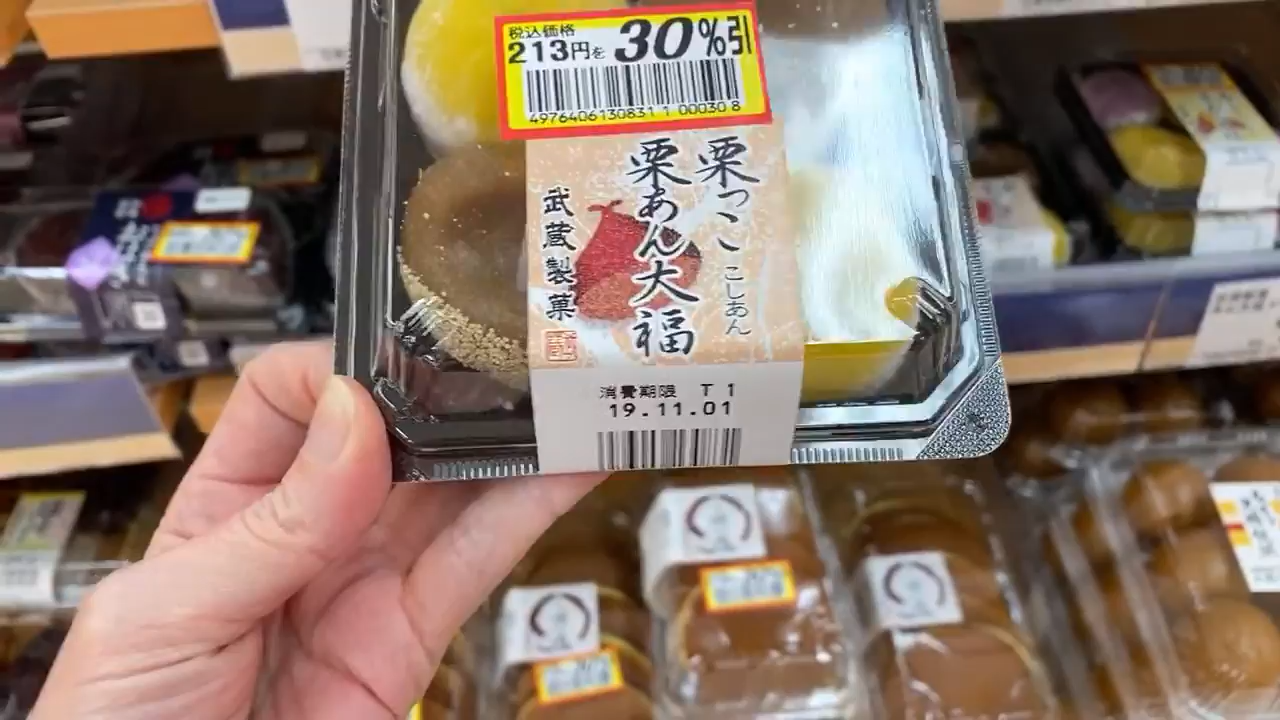 税込価格
213円を 30%引
4976406130831 1 00030 8
栗っこ こしあん
栗あん大福
武蔵製菓
消費期限 T1
19.11.01